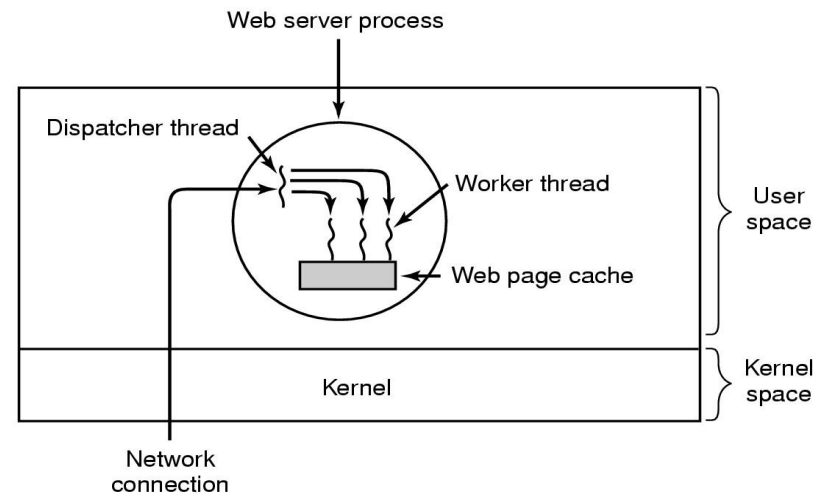 Web server process
Dispatcher thread
Worker thread
User
space
Web page cache
Kernel
Kernel
space
Network
connection